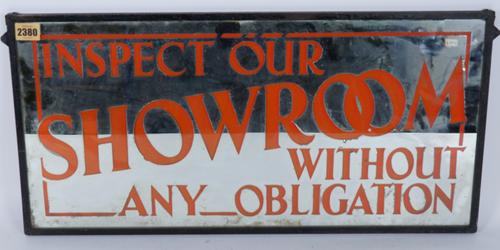 2380
INSPECT OUR
SHOWROOM
WITHOUT
ANY OBLIGATION